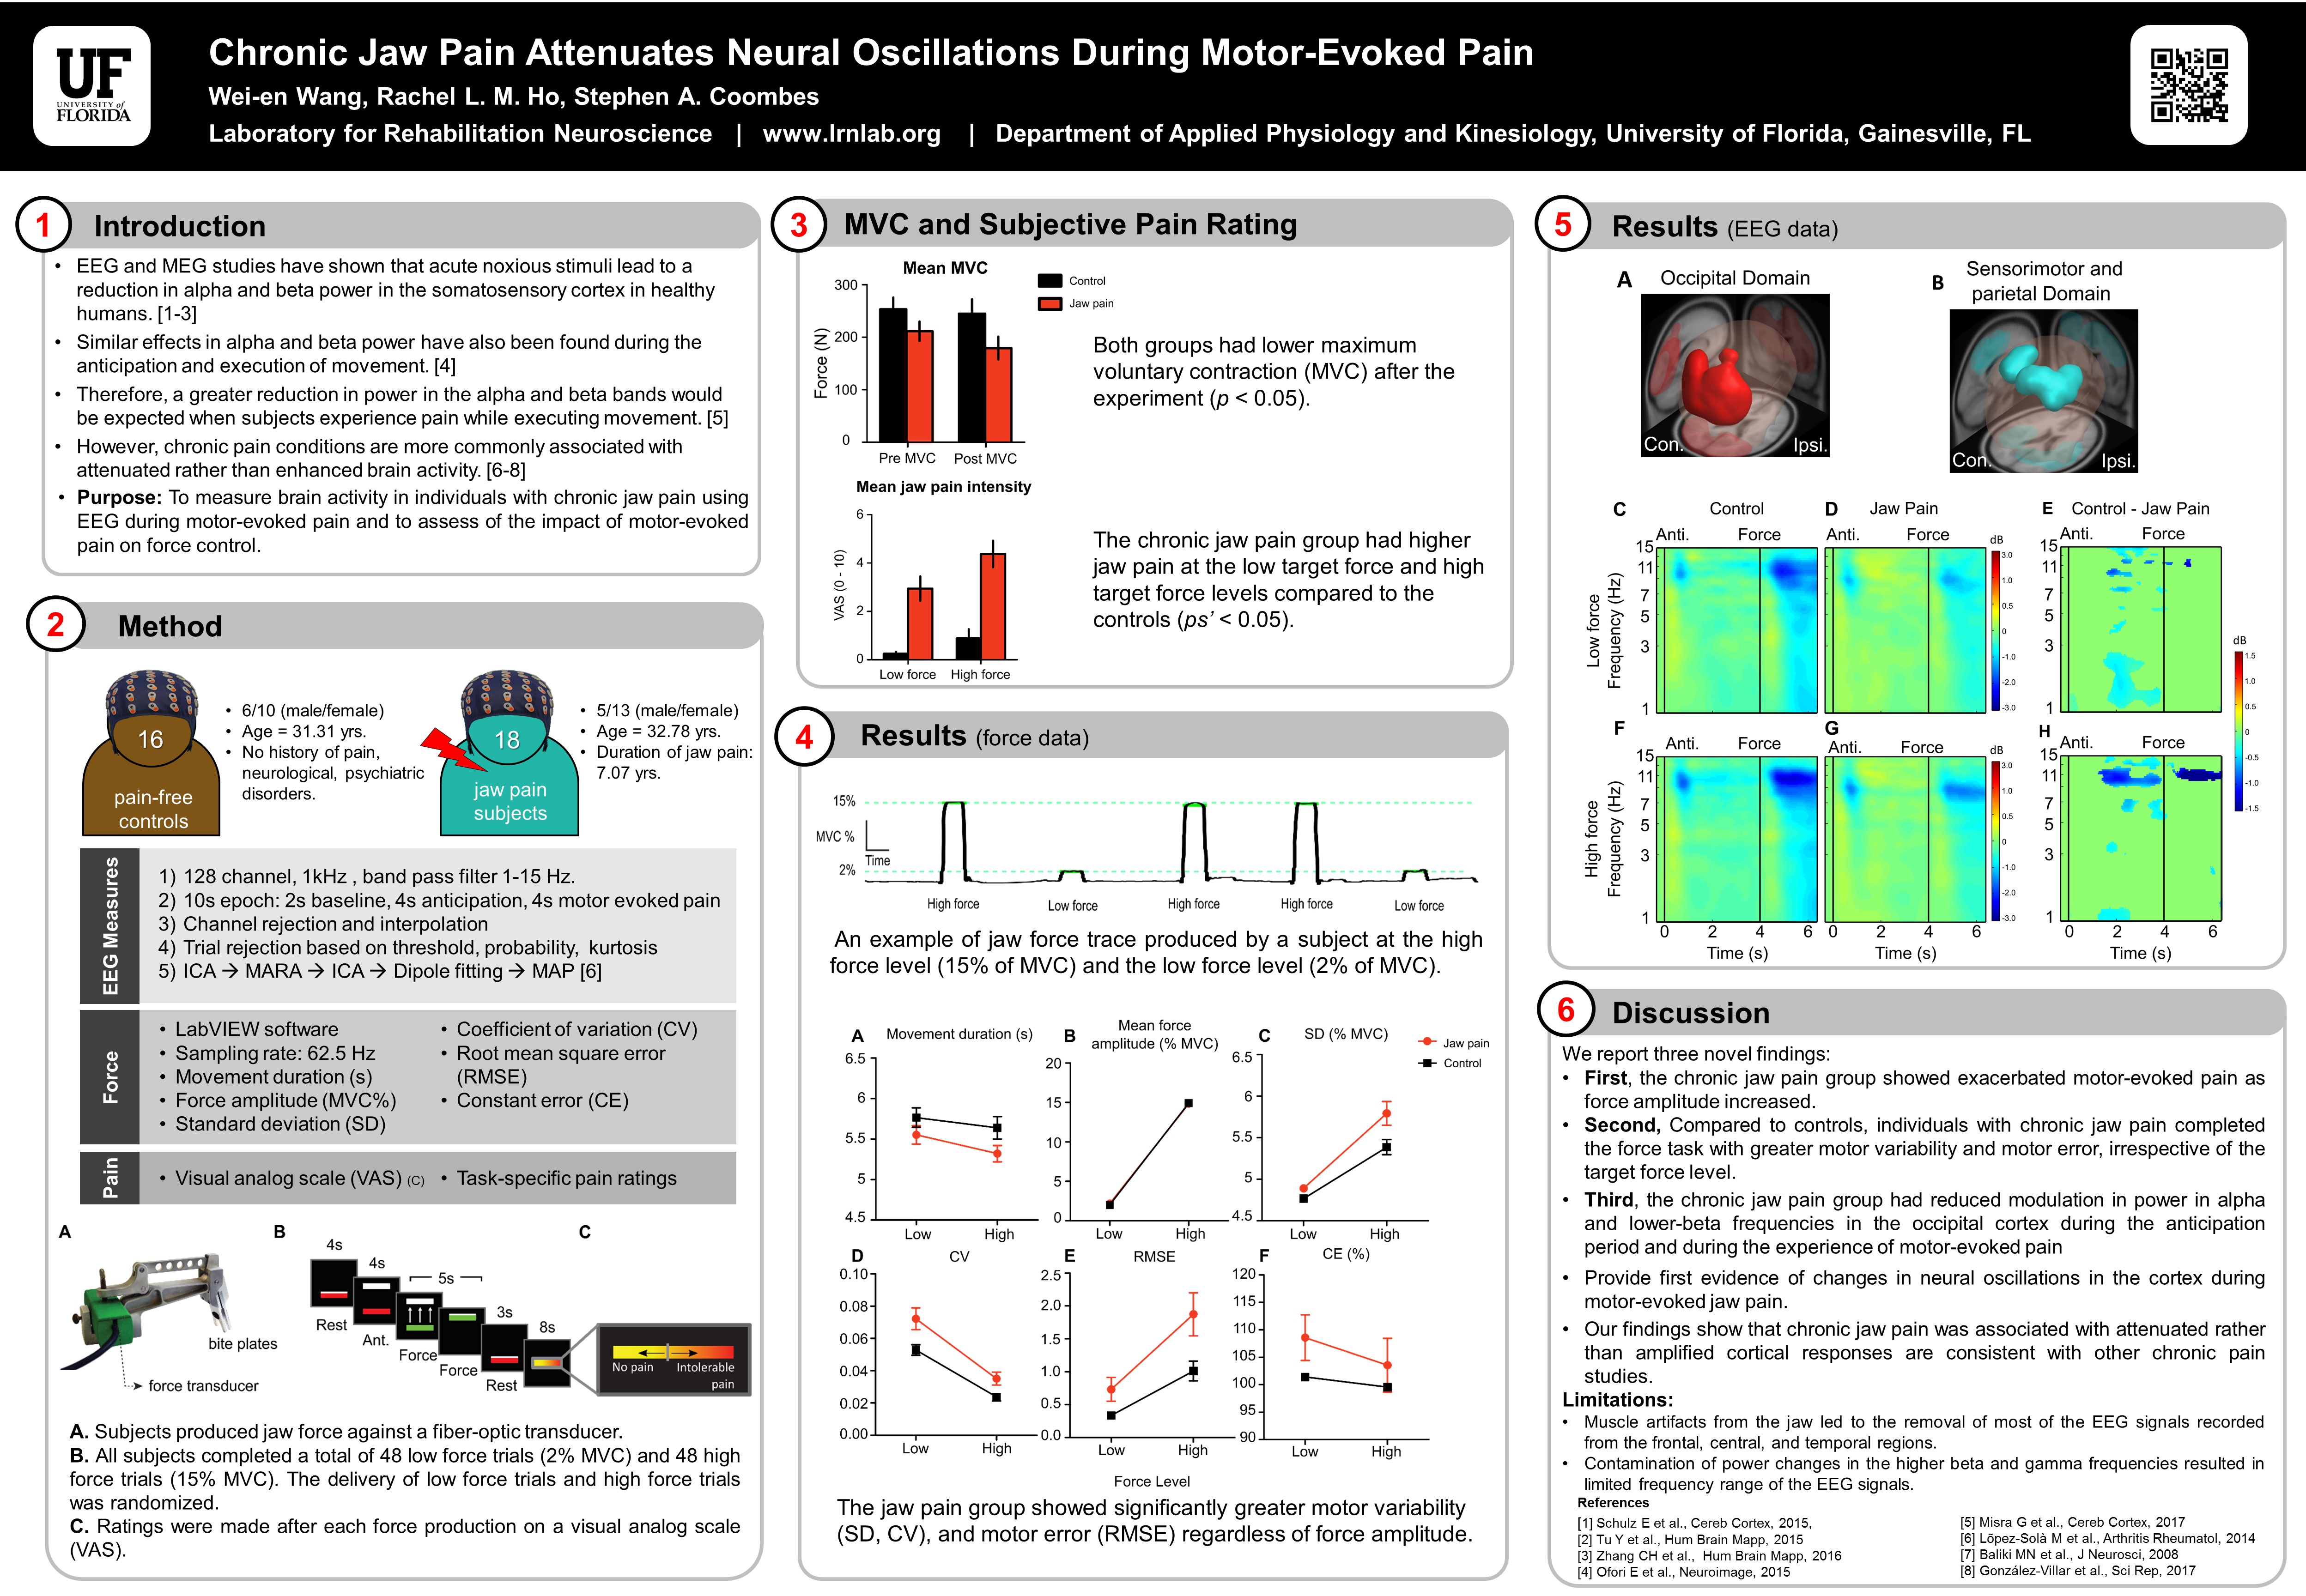 UF
UNIVERSITY of
FLORIDA
Chronic Jaw Pain Attenuates Neural Oscillations During Motor-Evoked Pain
Wei-en Wang, Rachel L. M. Ho, Stephen A. Coombes
Laboratory for Rehabilitation Neuroscience | www.lrnlab.org | Department of Applied Physiology and Kinesiology, University of Florida, Gainesville, FL
1 Introduction
• EEG and MEG studies have shown that acute noxious stimuli lead to a
reduction in alpha and beta power in the somatosensory cortex in healthy
humans. [1-3]
• Similar effects in alpha and beta power have also been found during the
anticipation and execution of movement. [4]
• Therefore, a greater reduction in power in the alpha and beta bands would
be expected when subjects experience pain while executing movement. [5]
• However, chronic pain conditions are more commonly associated with
attenuated rather than enhanced brain activity. [6-8]
• Purpose: To measure brain activity in individuals with chronic jaw pain using
EEG during motor-evoked pain and to assess of the impact of motor-evoked
pain on force control.
2 Method
16
pain-free
controls
• 6/10 (male/female)
• Age = 31.31 yrs.
• No history of pain,
neurological, psychiatric
disorders.
18
jaw pain
subjects
• 5/13 (male/female)
• Age = 32.78 yrs.
• Duration of jaw pain:
7.07 yrs.
EEG Measures
1) 128 channel, 1kHz , band pass filter 1-15 Hz.
2) 10s epoch: 2s baseline, 4s anticipation, 4s motor evoked pain
3) Channel rejection and interpolation
4) Trial rejection based on threshold, probability, kurtosis
5) ICA → MARA → ICA → Dipole fitting → MAP [6]
Force
• LabVIEW software
• Sampling rate: 62.5 Hz
• Movement duration (s)
• Force amplitude (MVC%)
• Standard deviation (SD)
• Coefficient of variation (CV)
• Root mean square error
(RMSE)
• Constant error (CE)
Pain
• Visual analog scale (VAS) (C) • Task-specific pain ratings
A
bite plates
force transducer
B
4s
Rest
4s
Ant.
5s
Force
Force
3s
Rest
8s
C
No pain Intolerable
pain
A. Subjects produced jaw force against a fiber-optic transducer.
B. All subjects completed a total of 48 low force trials (2% MVC) and 48 high
force trials (15% MVC). The delivery of low force trials and high force trials
was randomized.
C. Ratings were made after each force production on a visual analog scale
(VAS).
3 MVC and Subjective Pain Rating
Mean MVC
Control
Jaw pain
Force (N)
300
200
100
0
Pre MVC Post MVC
Both groups had lower maximum
voluntary contraction (MVC) after the
experiment (p < 0.05).
Mean jaw pain intensity
VAS (0 - 10)
6
4
2
0
Low force High force
The chronic jaw pain group had higher
jaw pain at the low target force and high
target force levels compared to the
controls (ps’ < 0.05).
4 Results (force data)
15%
MVC %
Time
2%
High force Low force High force High force Low force
An example of jaw force trace produced by a subject at the high
force level (15% of MVC) and the low force level (2% of MVC).
A Movement duration (s)
6.5
6
5.5
5
4.5
Low High
B Mean force
amplitude (% MVC)
20
15
10
5
0
Low High
C SD (% MVC)
6.5
6
5.5
5
4.5
Low High
Jaw pain
Control
D CV
0.10
0.08
0.06
0.04
0.02
0.00
Low High
E RMSE
2.5
2.0
1.5
1.0
0.5
0.0
Low High
F CE (%)
120
115
110
105
100
95
90
Low High
Force Level
The jaw pain group showed significantly greater motor variability
(SD, CV), and motor error (RMSE) regardless of force amplitude.
5 Results (EEG data)
A Occipital Domain
Con. Ipsi.
B Sensorimotor and
parietal Domain
Con. Ipsi.
C Control
Anti. Force
Low force
Frequency (Hz)
15
11
7
5
3
1
D Jaw Pain
Anti. Force
dB
3.0
1.0
0.5
0
-1.0
-2.0
-3.0
E Control - Jaw Pain
Anti. Force
15
11
7
5
3
1
dB
1.5
1.0
0.5
0
-0.5
-1.0
-1.5
F
Anti. Force
High force
Frequency (Hz)
15
11
7
5
3
1
0 2 4 6
Time (s)
G
Anti. Force
dB
3.0
1.0
0.5
0
-1.0
-2.0
-3.0
0 2 4 6
Time (s)
H
Anti. Force
15
11
7
5
3
1
0 2 4 6
Time (s)
6 Discussion
We report three novel findings:
• First, the chronic jaw pain group showed exacerbated motor-evoked pain as
force amplitude increased.
• Second, Compared to controls, individuals with chronic jaw pain completed
the force task with greater motor variability and motor error, irrespective of the
target force level.
• Third, the chronic jaw pain group had reduced modulation in power in alpha
and lower-beta frequencies in the occipital cortex during the anticipation
period and during the experience of motor-evoked pain
• Provide first evidence of changes in neural oscillations in the cortex during
motor-evoked jaw pain.
• Our findings show that chronic jaw pain was associated with attenuated rather
than amplified cortical responses are consistent with other chronic pain
studies.
Limitations:
• Muscle artifacts from the jaw led to the removal of most of the EEG signals recorded
from the frontal, central, and temporal regions.
• Contamination of power changes in the higher beta and gamma frequencies resulted in
limited frequency range of the EEG signals.
References
[1] Schulz E et al., Cereb Cortex, 2015,
[2] Tu Y et al., Hum Brain Mapp, 2015
[3] Zhang CH et al., Hum Brain Mapp, 2016
[4] Ofori E et al., Neuroimage, 2015
[5] Misra G et al., Cereb Cortex, 2017
[6] Lõpez-Solà M et al., Arthritis Rheumatol, 2014
[7] Baliki MN et al., J Neurosci, 2008
[8] González-Villar et al., Sci Rep, 2017